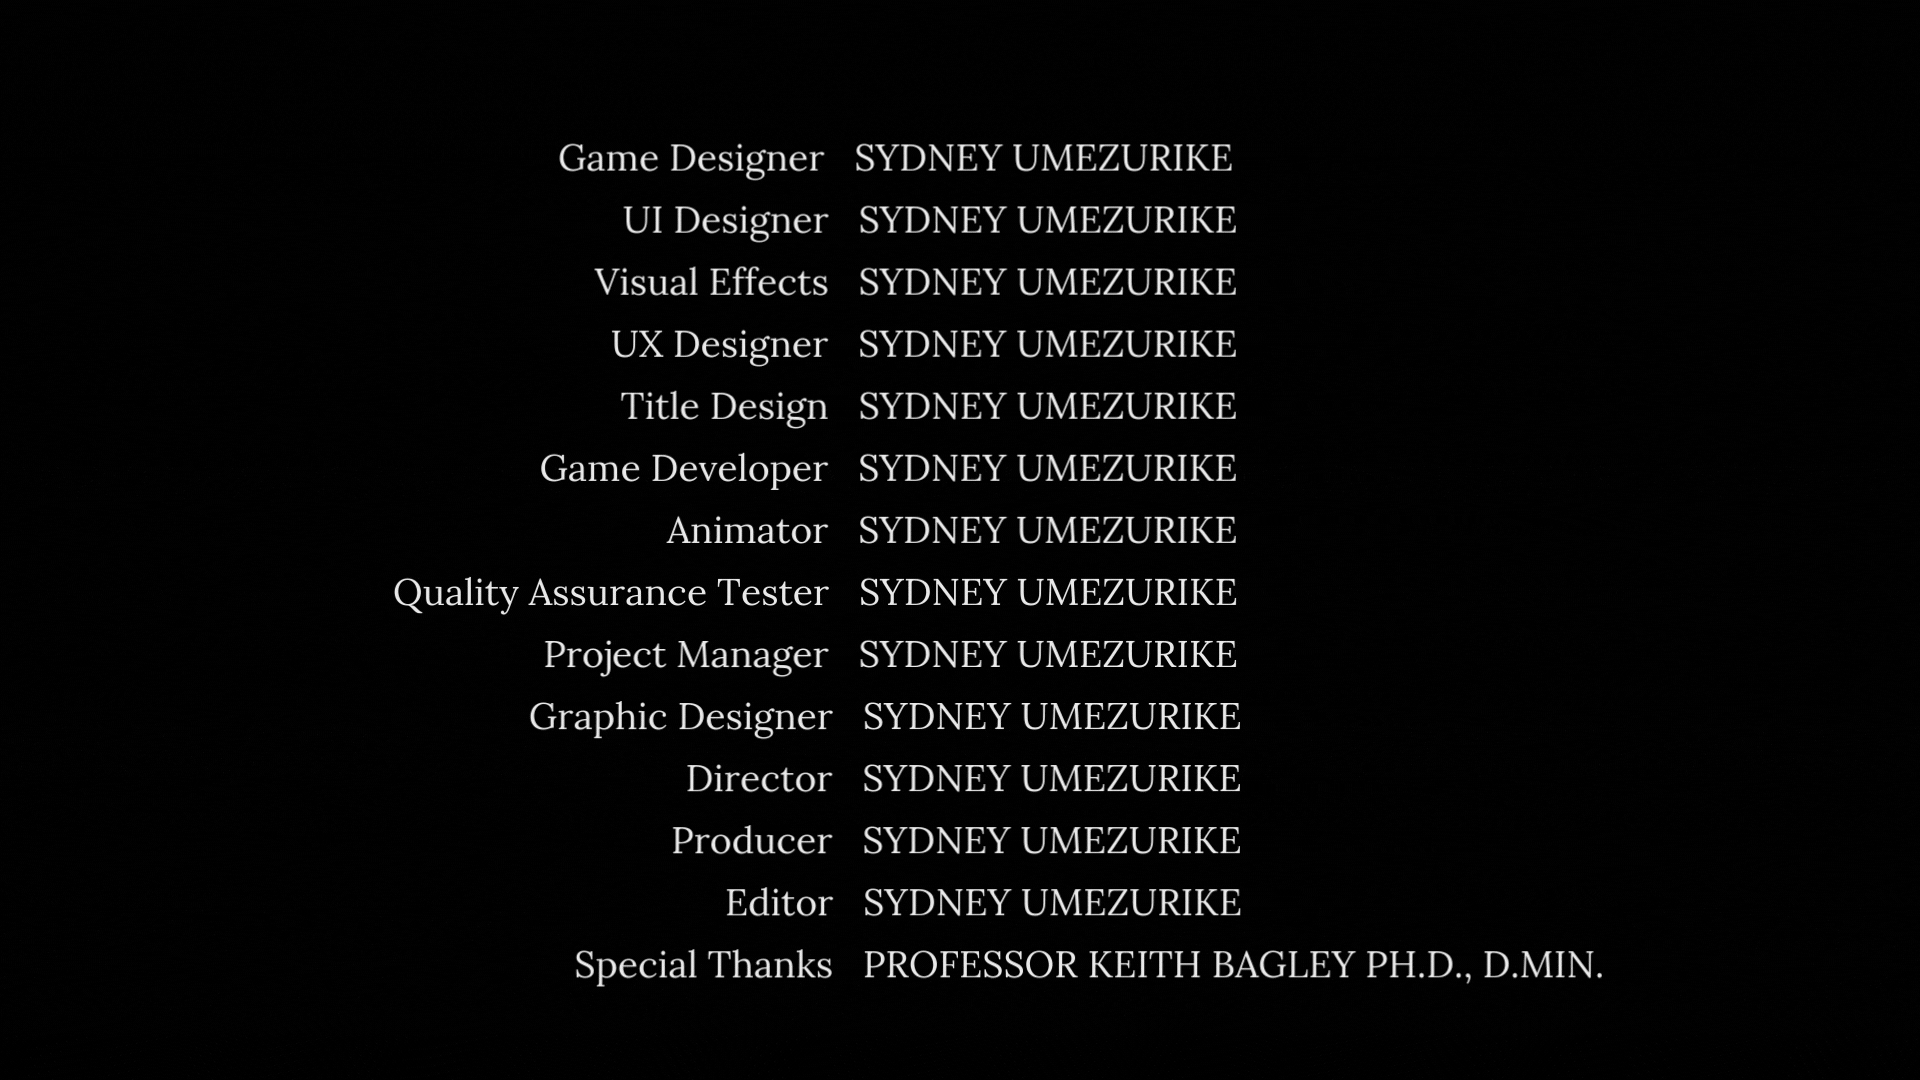 Game Designer SYDNEY UMEZURIKE
UI Designer SYDNEY UMEZURIKE
Visual Effects SYDNEY UMEZURIKE
UX Designer SYDNEY UMEZURIKE
Title Design SYDNEY UMEZURIKE
Game Developer SYDNEY UMEZURIKE
Animator SYDNEY UMEZURIKE
Quality Assurance Tester SYDNEY UMEZURIKE
Project Manager SYDNEY UMEZURIKE
Graphic Designer SYDNEY UMEZURIKE
Director SYDNEY UMEZURIKE
Producer SYDNEY UMEZURIKE
Editor SYDNEY UMEZURIKE
Special Thanks PROFESSOR KEITH BAGLEY PH.D., D.MIN.